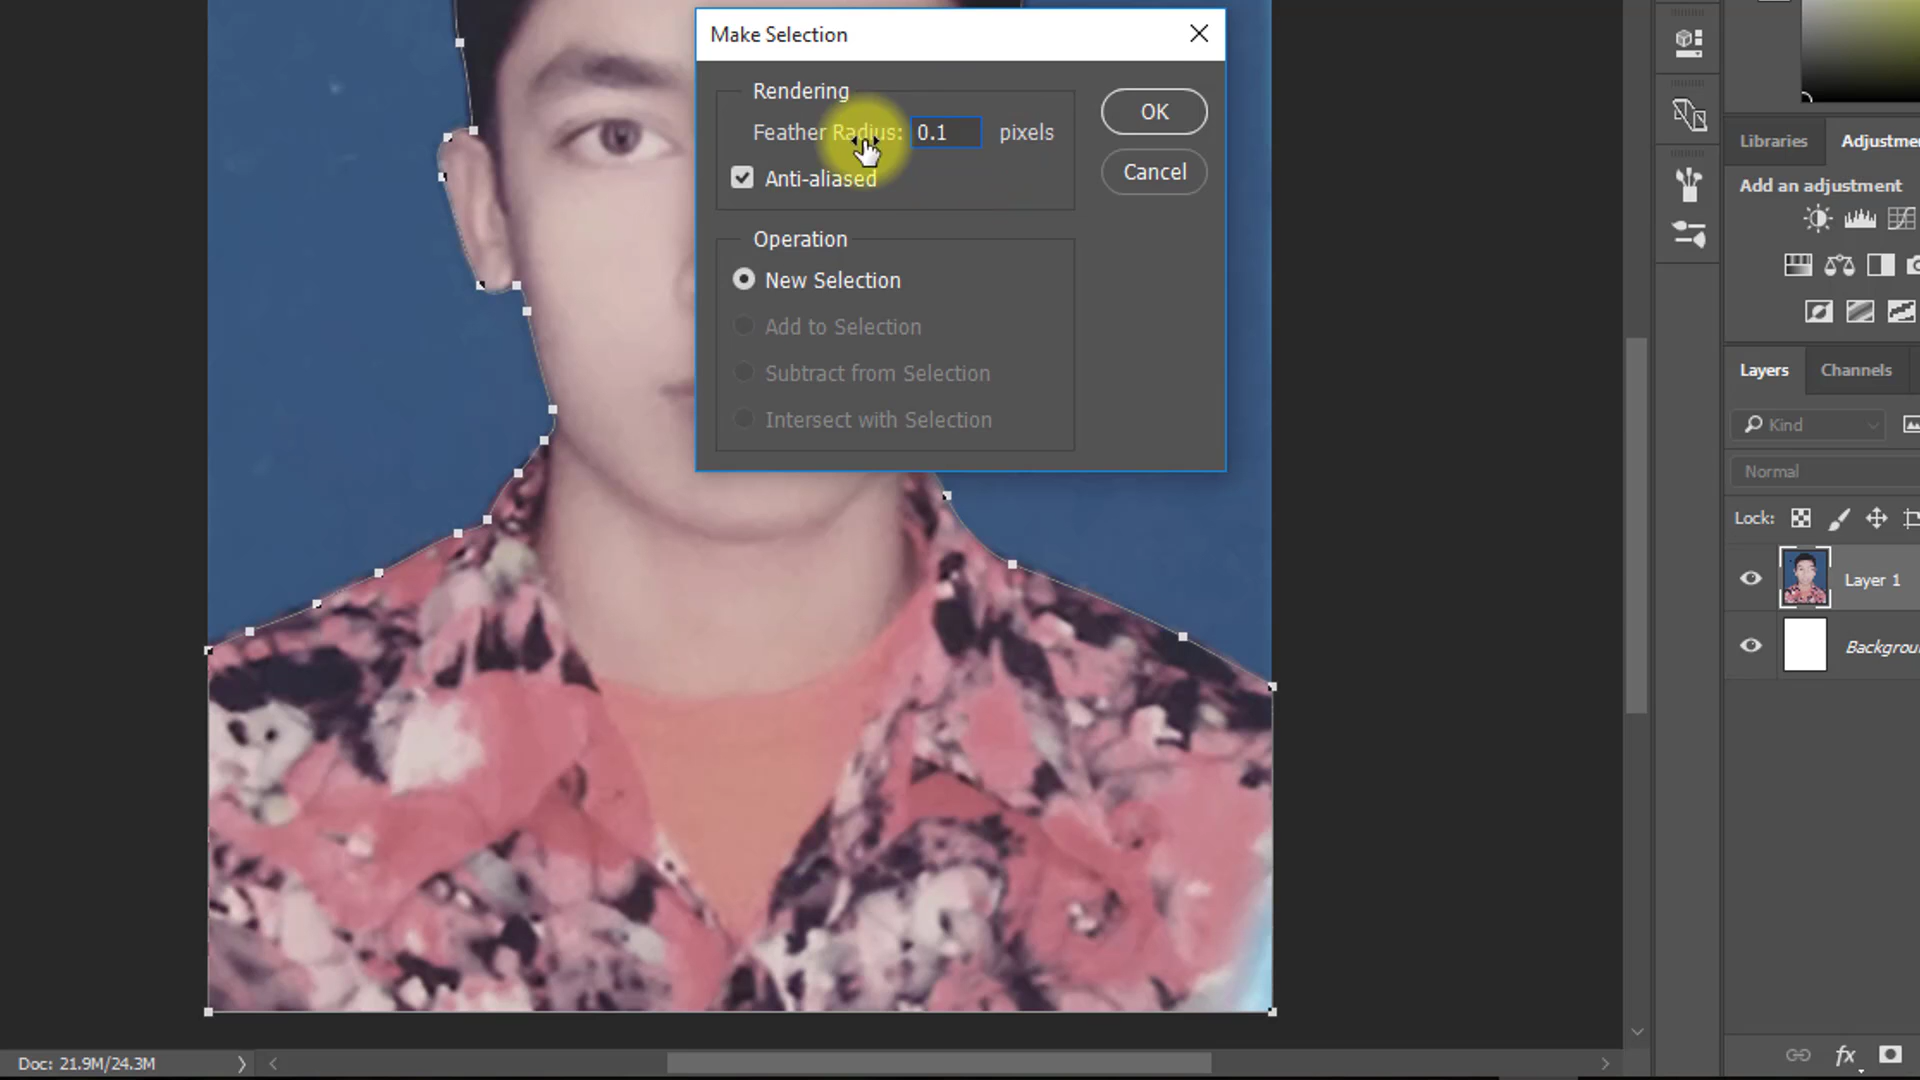 Make Selection
Rendering
Feather Radius: 0.1 pixels
Anti-aliased
OK
Cancel
Operation
New Selection
Add to Selection
Subtract from Selection
Intersect with Selection
Libraries
Adjustme
Add an adjustment
Layers
Channels
Kind
Normal
Lock:
Layer 1
Backgrou
fx
Doc: 21.9M/24.3M